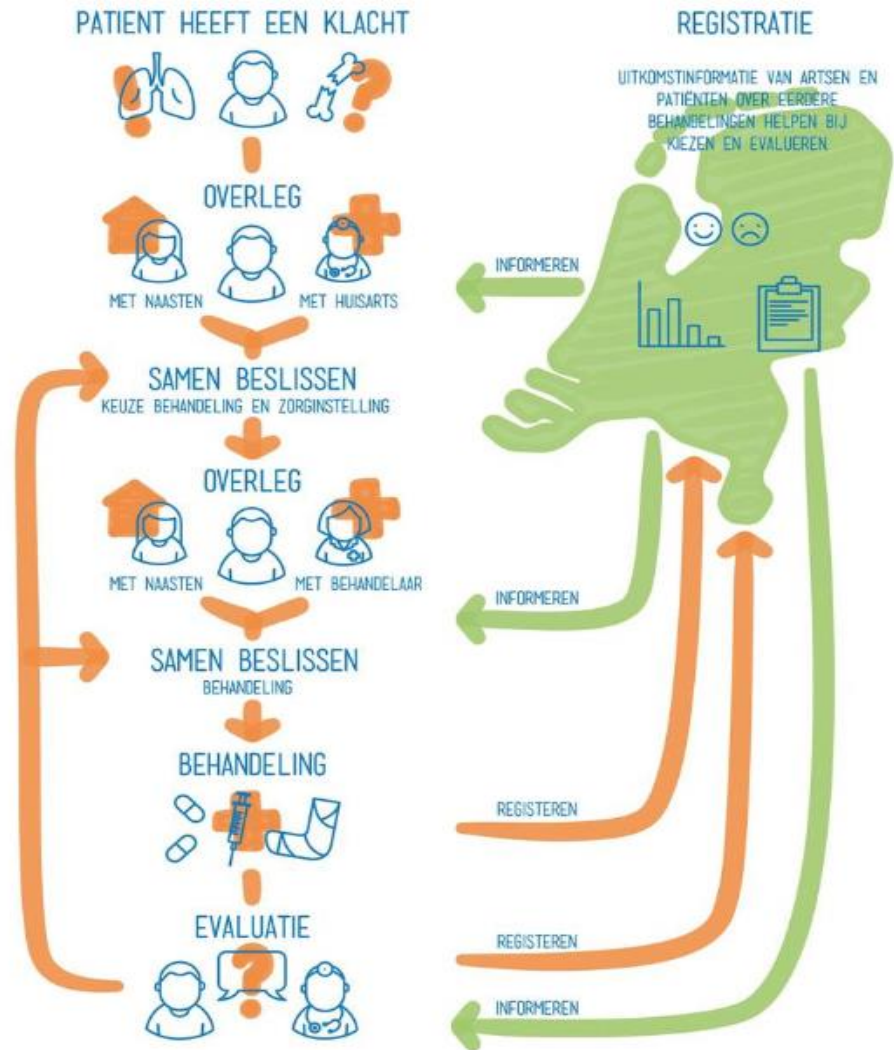 PATIENT HEEFT EEN KLACHT
OVERLEG
MET NAASTEN
MET HUISARTS
SAMEN BESLISSEN
KEUZE BEHANDELING EN ZORGINSTELLING
OVERLEG
MET NAASTEN
MET BEHANDELAAR
SAMEN BESLISSEN
BEHANDELING
BEHANDELING
EVALUATIE
REGISTRATIE
UITKOMSTINFORMATIE VAN ARTSEN EN
PATIËNTEN OVER EERDERE
BEHANDELINGEN HELPEN BIJ
KIEZEN EN EVALUEREN
INFORMEREN
INFORMEREN
REGISTEREN
REGISTEREN
INFORMEREN